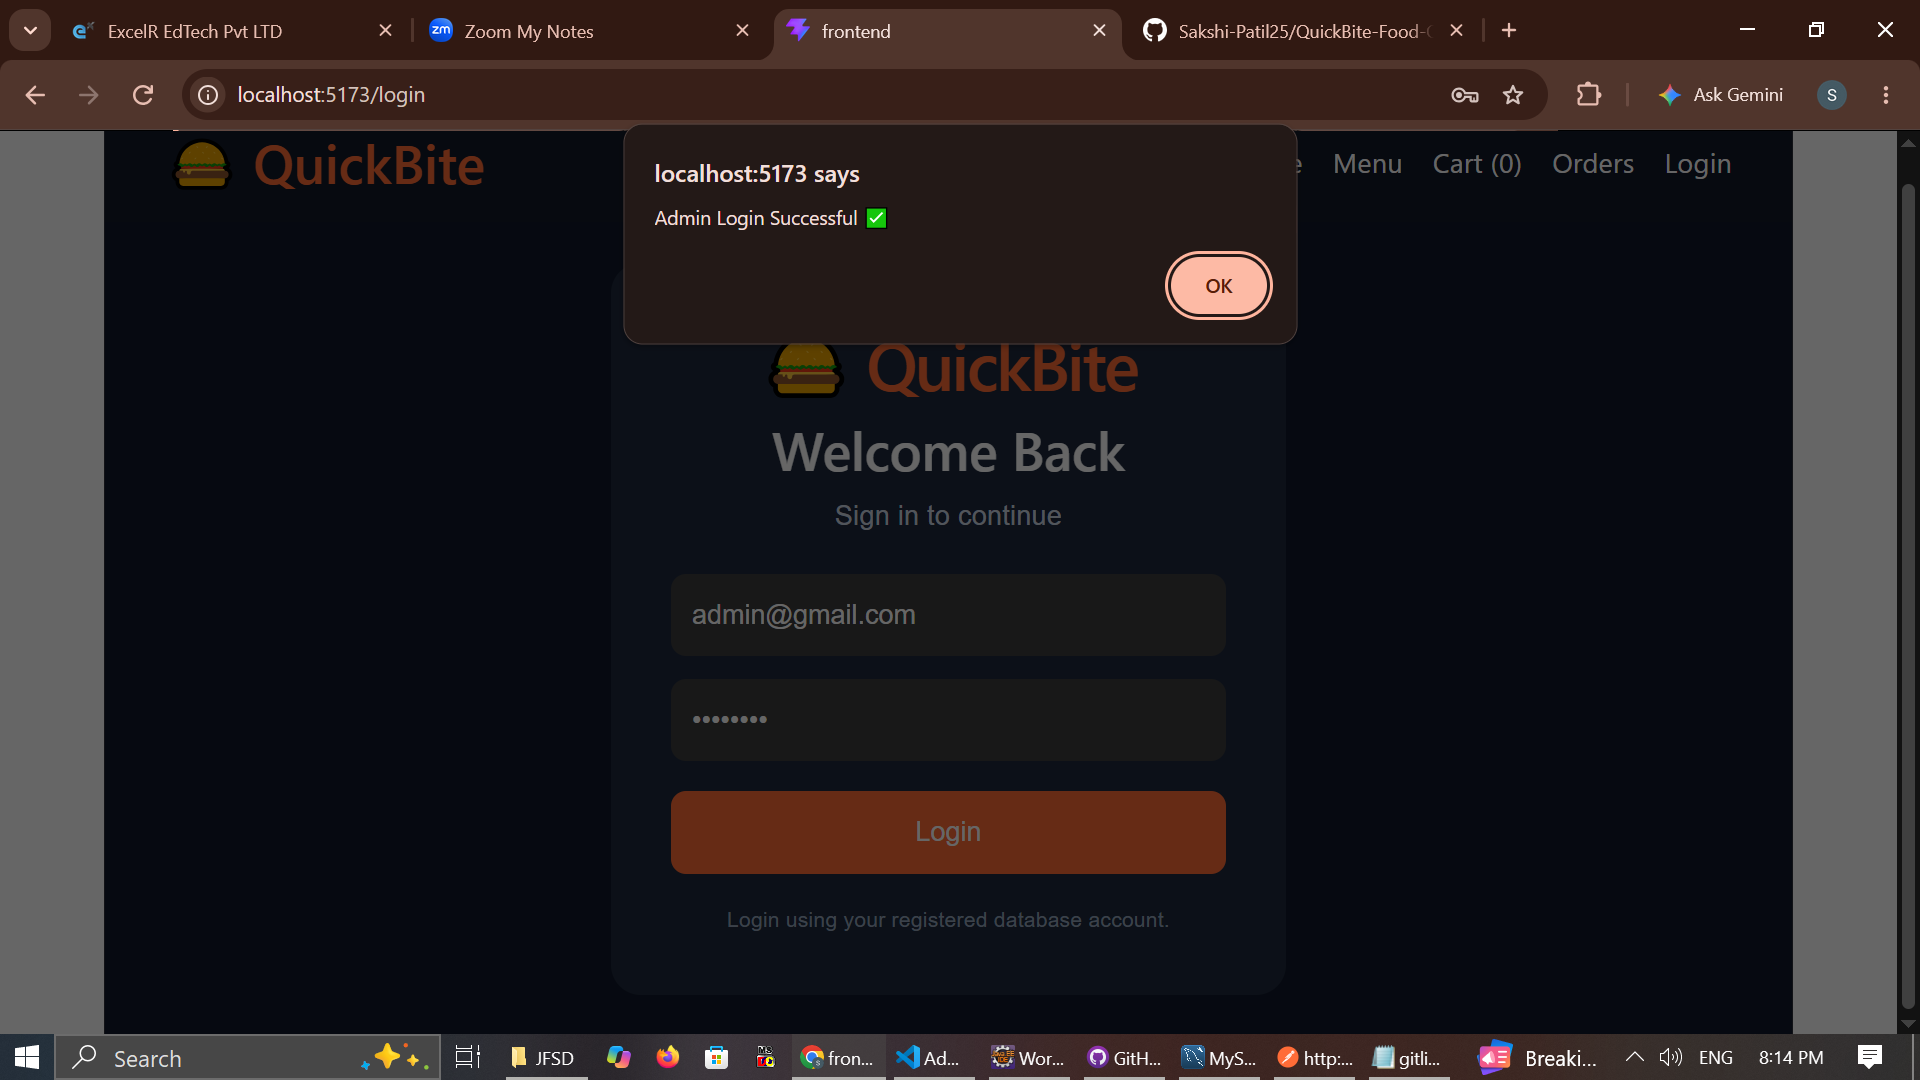 ExcelR EdTech Pvt LTD
zm Zoom My Notes
frontend
Sakshi-Patil25/QuickBite-Food-
localhost:5173/login
Ask Gemini
S
QuickBite
e Menu Cart (0) Orders Login
localhost:5173 says
Admin Login Successful ✅
OK
QuickBite
Welcome Back
Sign in to continue
admin@gmail.com
••••••••
Login
Login using your registered database account.
Search
JFSD
fron...
Ad...
Wor...
GitH...
MyS...
http:...
gitli...
Breaki...
ENG
8:14 PM